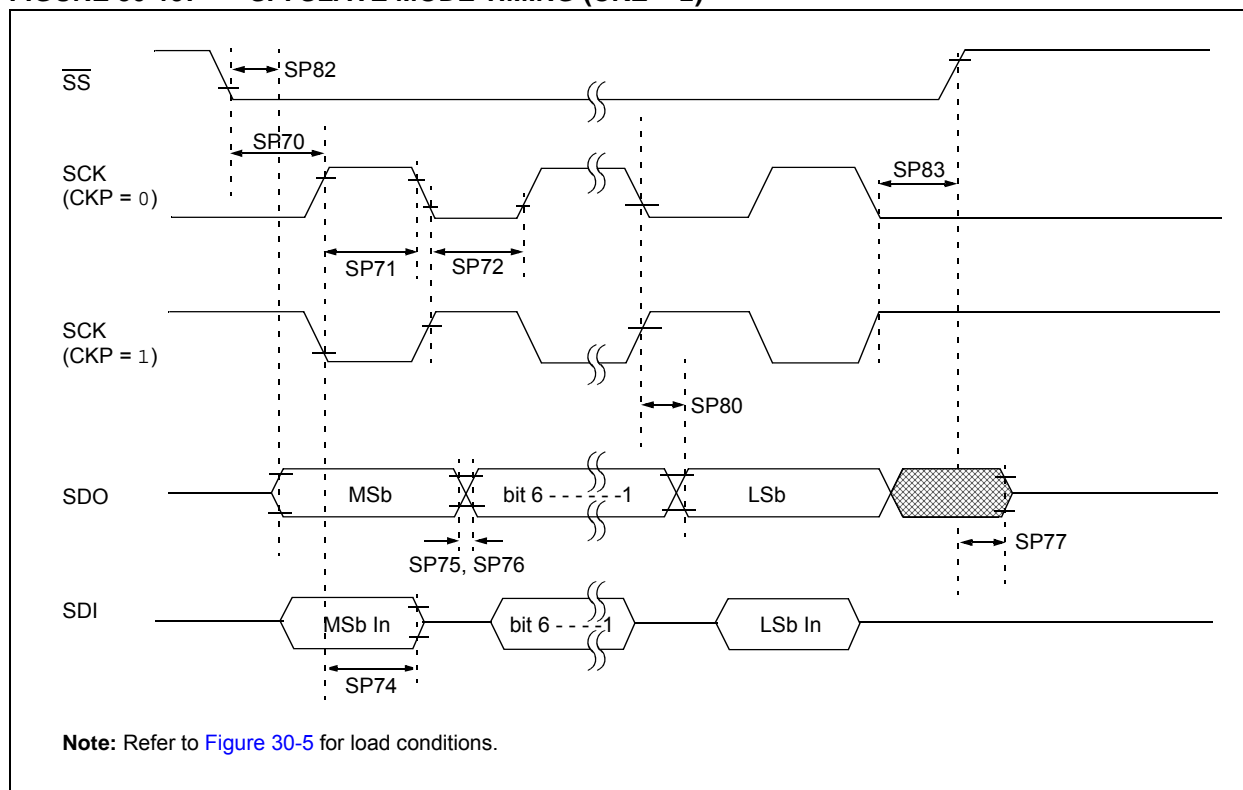 SS
SP82
SP70
SCK
(CKP = 0)
SP83
SP71
SP72
SCK
(CKP = 1)
SP80
SDO
MSb
bit 6 - - - - - -1
LSb
SP77
SP75, SP76
SDI
MSb In
bit 6 - - - -1
LSb In
SP74
Note: Refer to Figure 30-5 for load conditions.